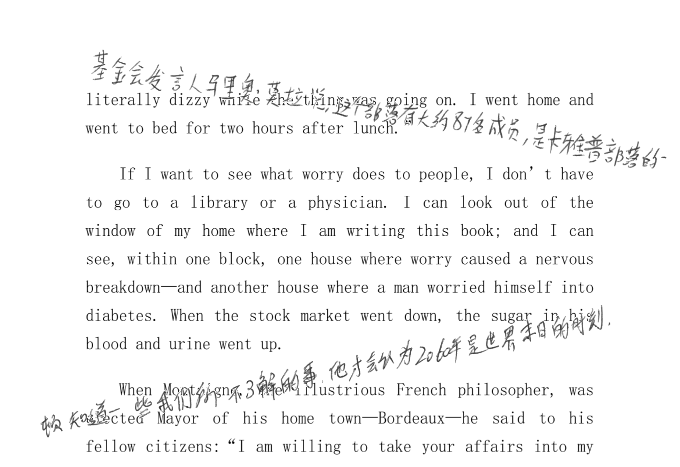 基金会发言人马里奥·莫拉说,这个部落有大约87名成员,是卡雅普部落的一
literally dizzy while the thing was going on. I went home and
went to bed for two hours after lunch.
If I want to see what worry does to people, I don’t have
to go to a library or a physician. I can look out of the
window of my home where I am writing this book; and I can
see, within one block, one house where worry caused a nervous
breakdown—and another house where a man worried himself into
diabetes. When the stock market went down, the sugar in his
blood and urine went up.
顿知道一些我们都不了解的事,他才会认为2060年是世界末日的时刻.
When Montaigne, the illustrious French philosopher, was
elected Mayor of his home town—Bordeaux—he said to his
fellow citizens:“I am willing to take your affairs into my